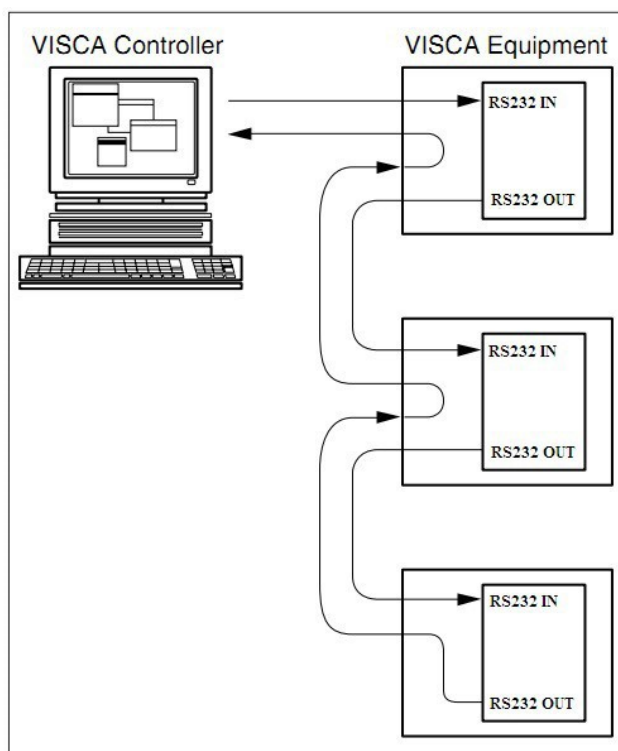 VISCA Controller
VISCA Equipment
RS232 IN
RS232 OUT
RS232 IN
RS232 OUT
RS232 IN
RS232 OUT